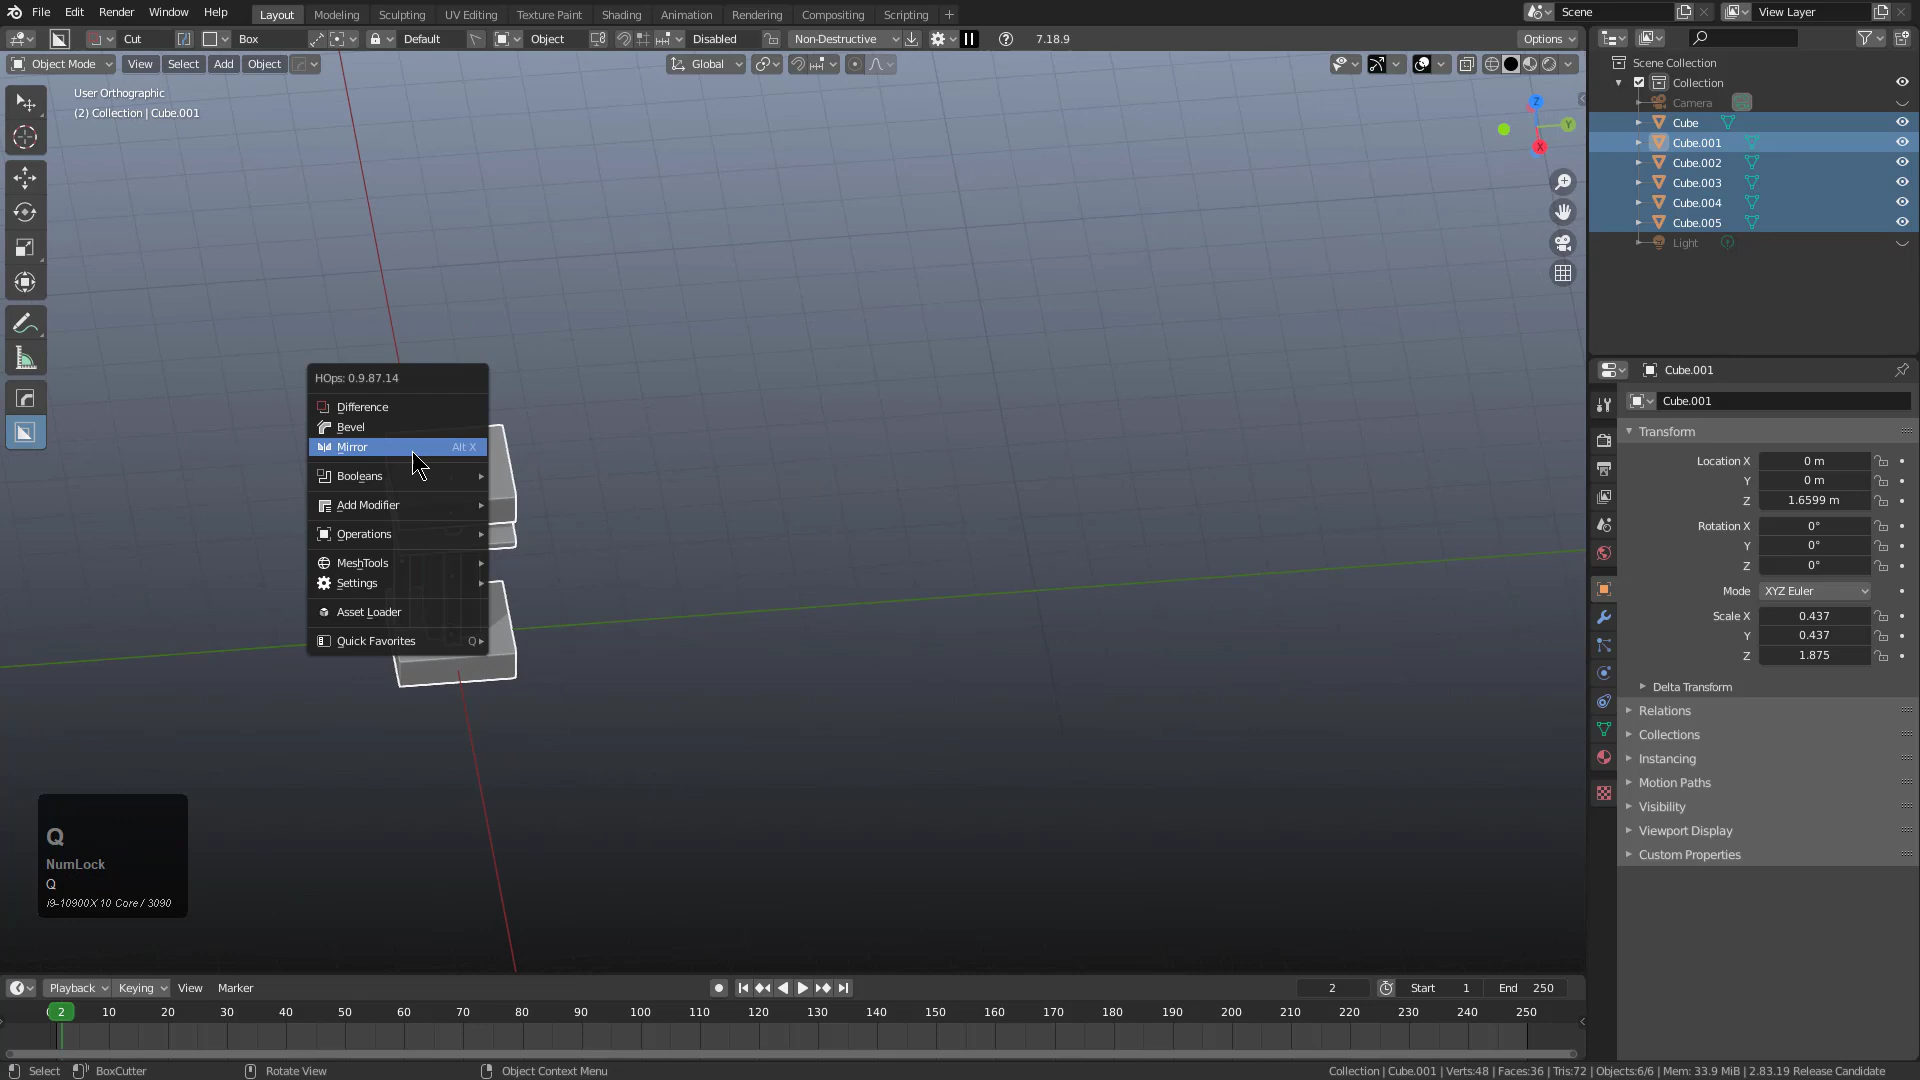 File Edit Render Window Help Layout Modeling Sculpting UV Editing Texture Paint Shading Animation Rendering Compositing Scripting Scene View Layer
Cut Box Default Object Disabled Non-Destructive 7.18.9 Options
Object Mode View Select Add Object Global
User Orthographic
(2) Collection | Cube.001
Z
Y
X
Scene Collection
Collection
Camera
Cube
Cube.001
Cube.002
Cube.003
Cube.004
Cube.005
Light
HOps: 0.9.87.14
Difference
Bevel
Mirror Alt X
Booleans
Add Modifier
Operations
MeshTools
Settings
Asset Loader
Quick Favorites Q
Cube.001
Cube.001
Transform
Location X 0 m
Y 0 m
Z 1.6599 m
Rotation X 0°
Y 0°
Z 0°
Mode XYZ Euler
Scale X 0.437
Y 0.437
Z 1.875
Delta Transform
Relations
Collections
Instancing
Motion Paths
Visibility
Viewport Display
Custom Properties
Q
NumLock
Q
i9-10900X 10 Core / 3090
Playback Keying View Marker 2 Start 1 End 250
2 10 20 30 40 50 60 70 80 90 100 110 120 130 140 150 160 170 180 190 200 210 220 230 240 250
Select BoxCutter Rotate View Object Context Menu Collection | Cube.001 | Verts:48 | Faces:36 | Tris:72 | Objects:6/6 | Mem: 33.9 MiB | 2.83.19 Release Candidate